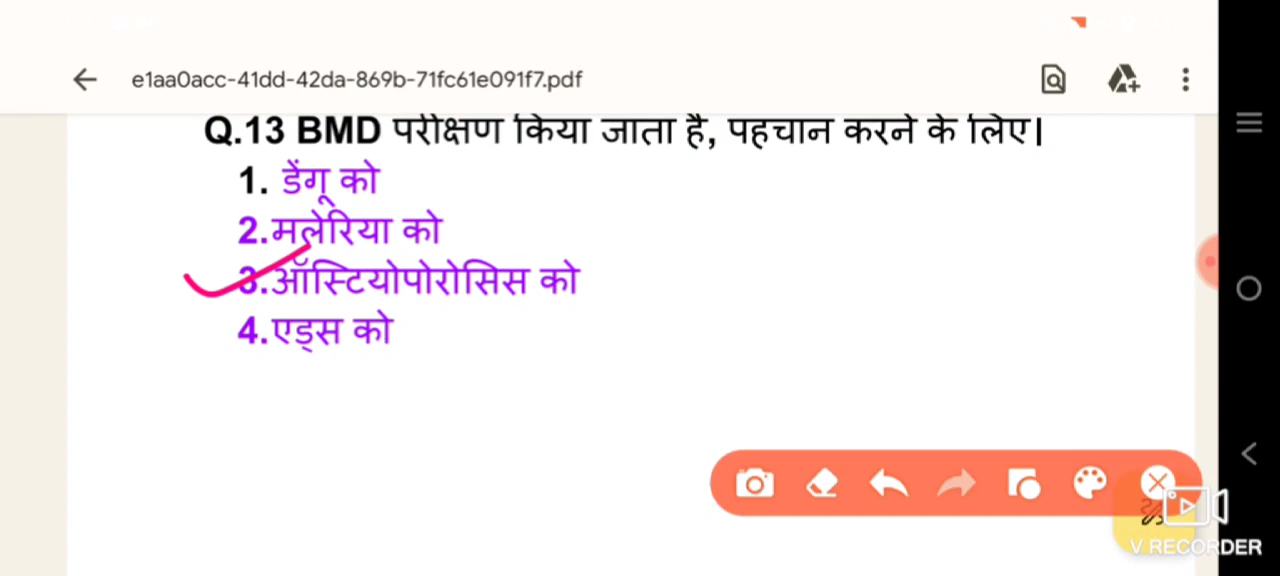 e1aa0acc-41dd-42da-869b-71fc61e091f7.pdf
Q.13 BMD परीक्षण किया जाता है, पहचान करने के लिए।
1. डेंगू को
2.मलेरिया को
3.ऑस्टियोपोरोसिस को
4.एड्स को
V RECORDER